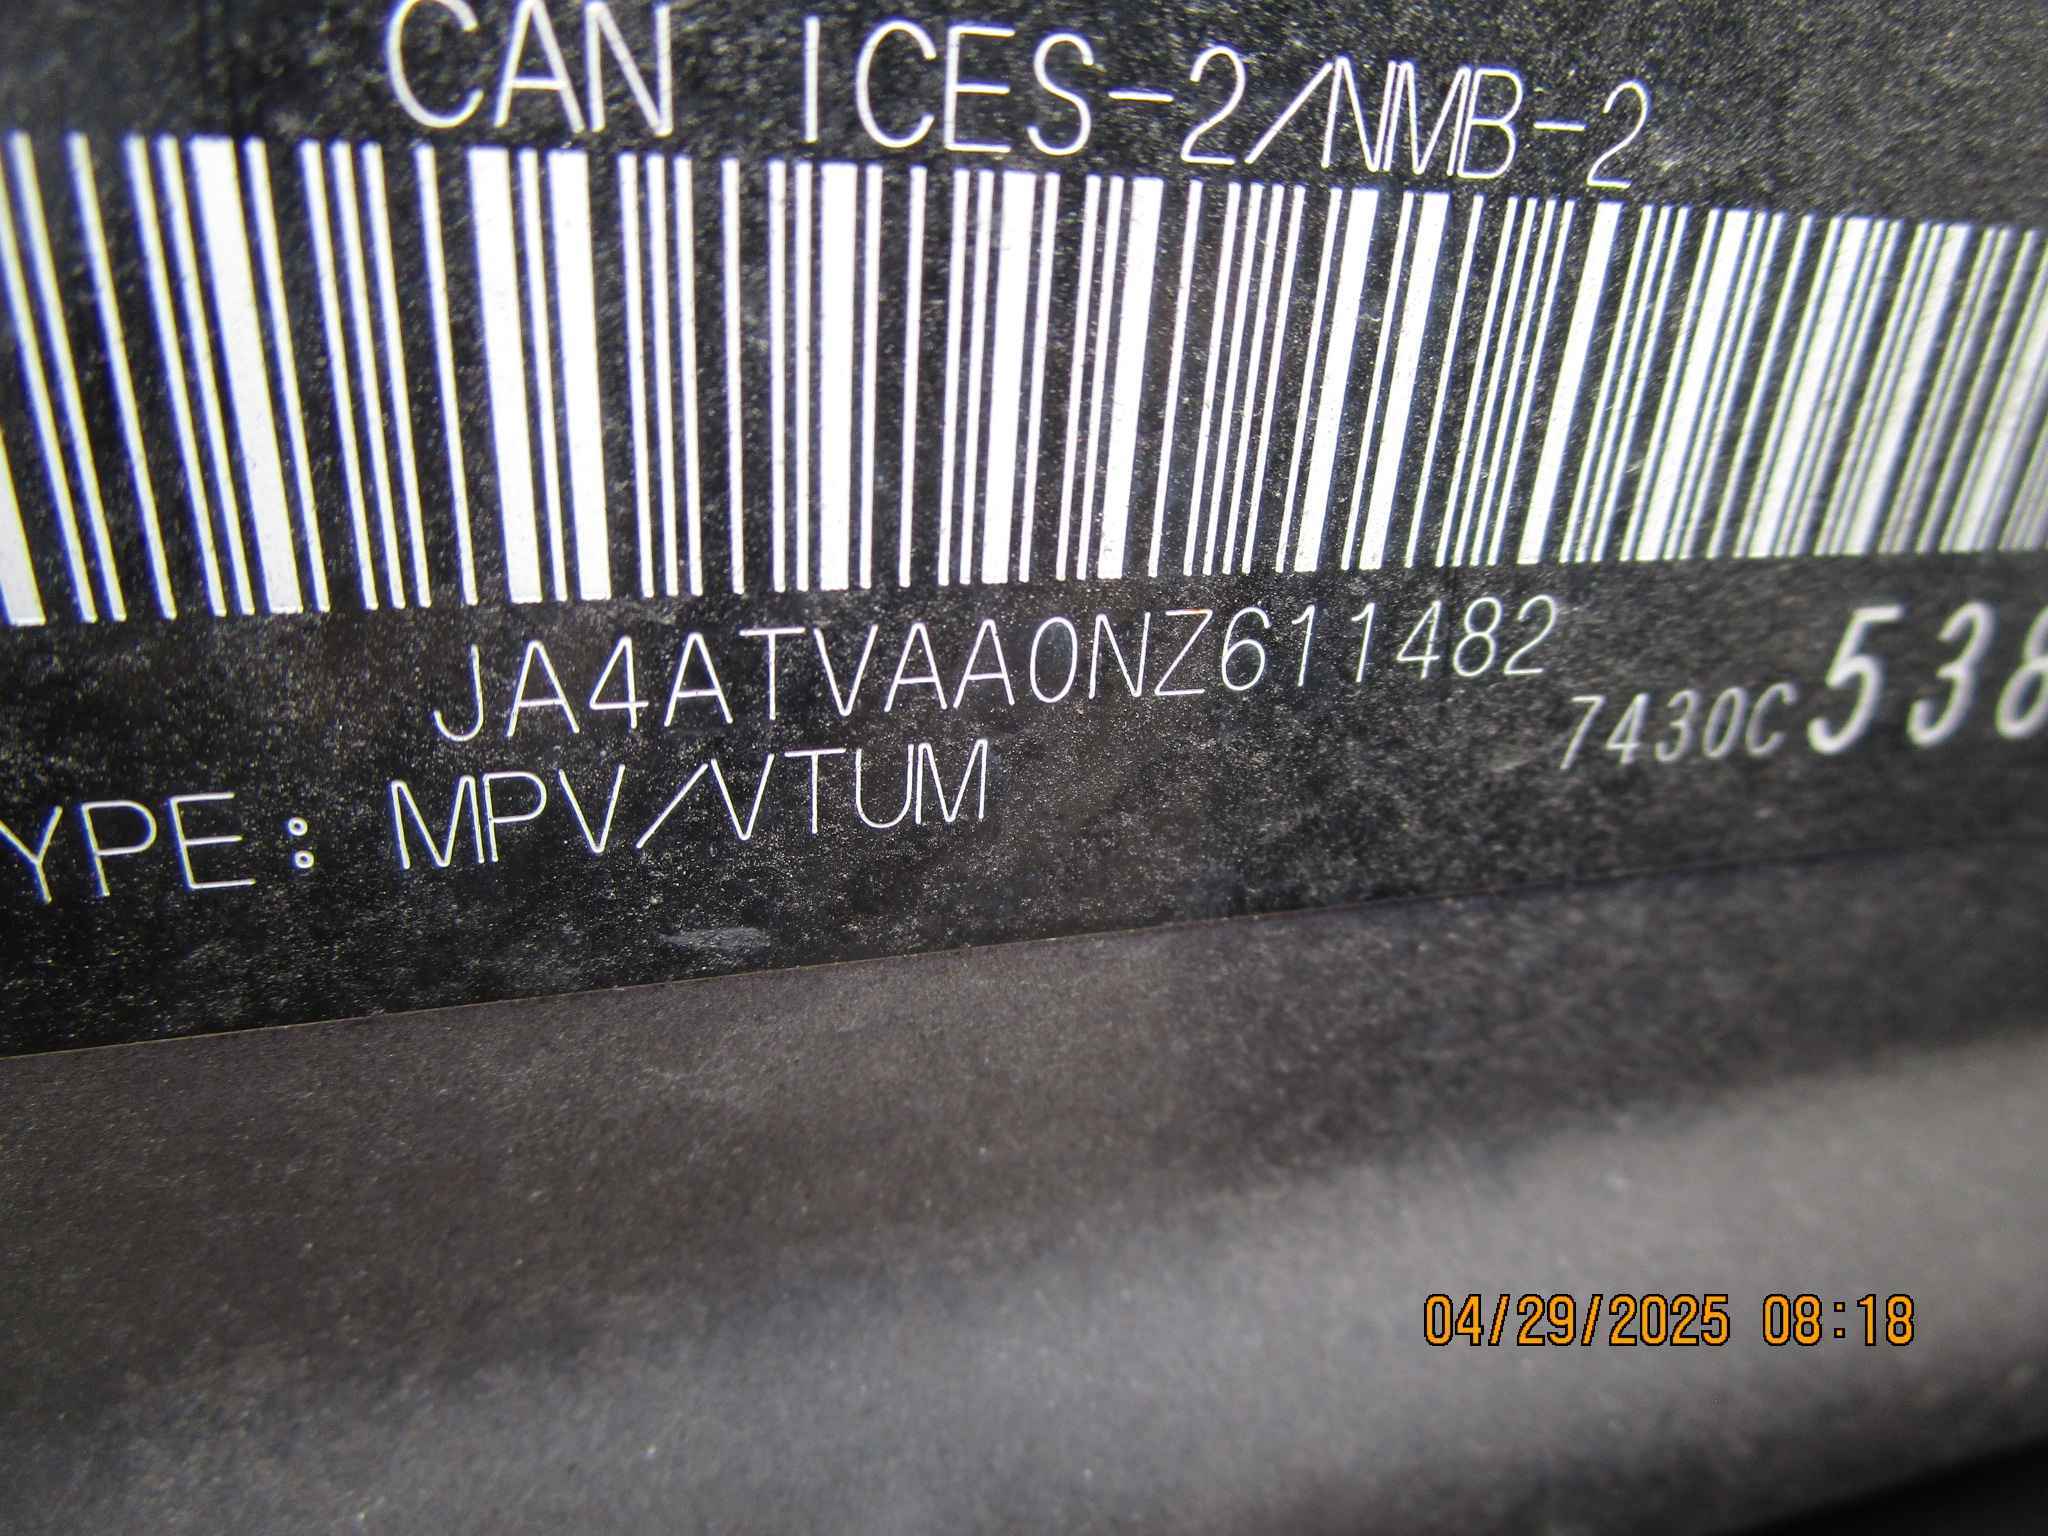 CAN ICES-2/NMB-2
JA4ATVAA0NZ611482
7430C538
YPE: MPV/VTUM
04/29/2025 08:18